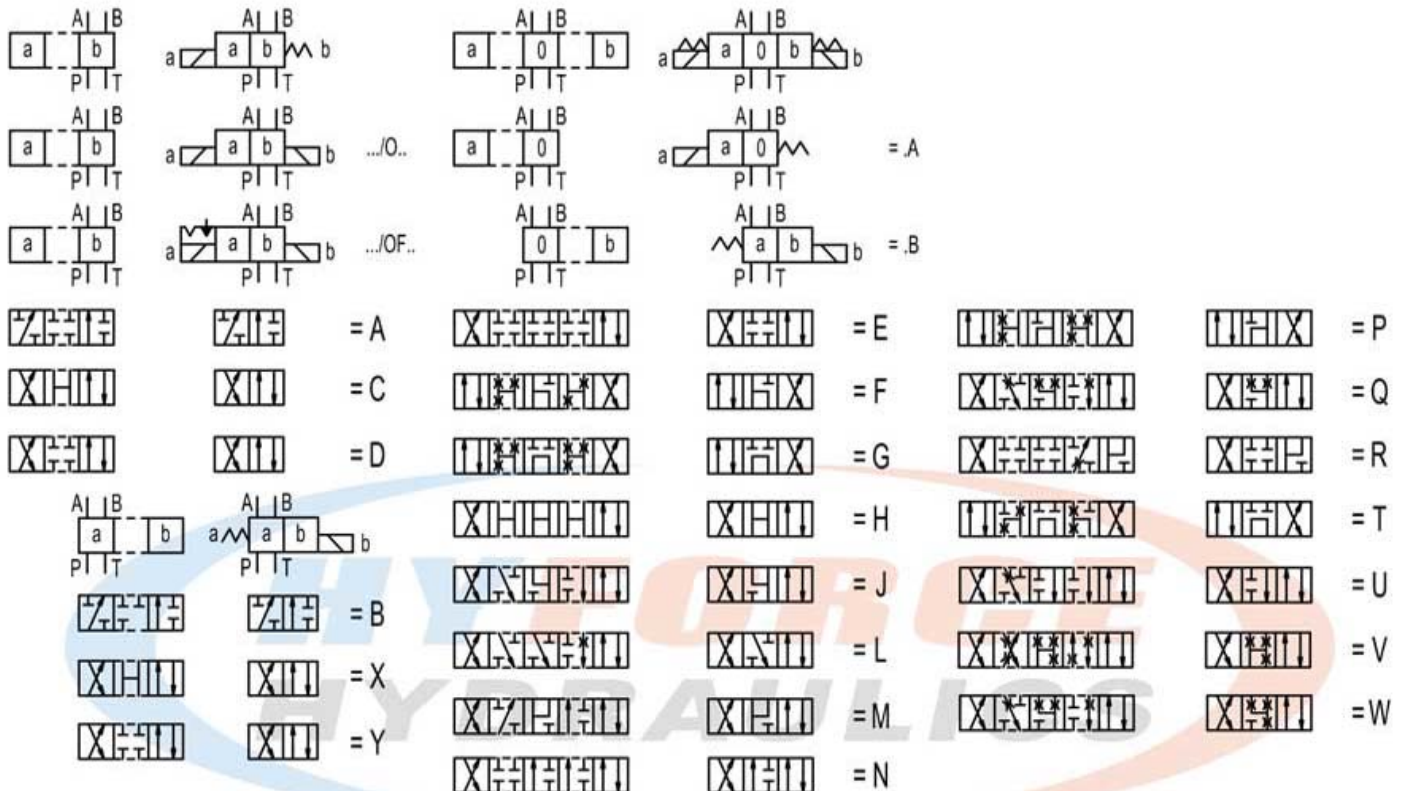 A B A B A B A B
a b a a b b a 0 b a a 0 b b
P T P T P T P T
A B A B A B A B
a b a a b b .../O.. a 0 a a 0 = .A
P T P T P T P T
A B A B A B A B
a b a a b b .../OF.. 0 b a b b = .B
P T P T P T P T
= A = E = P
= C = F = Q
= D = G = R
A B A B = H = T
a b a a b b
P T P T
= J = U
= B
= L = V
= X
= M = W
= Y
= N
HYFORCE
HYDRAULICS